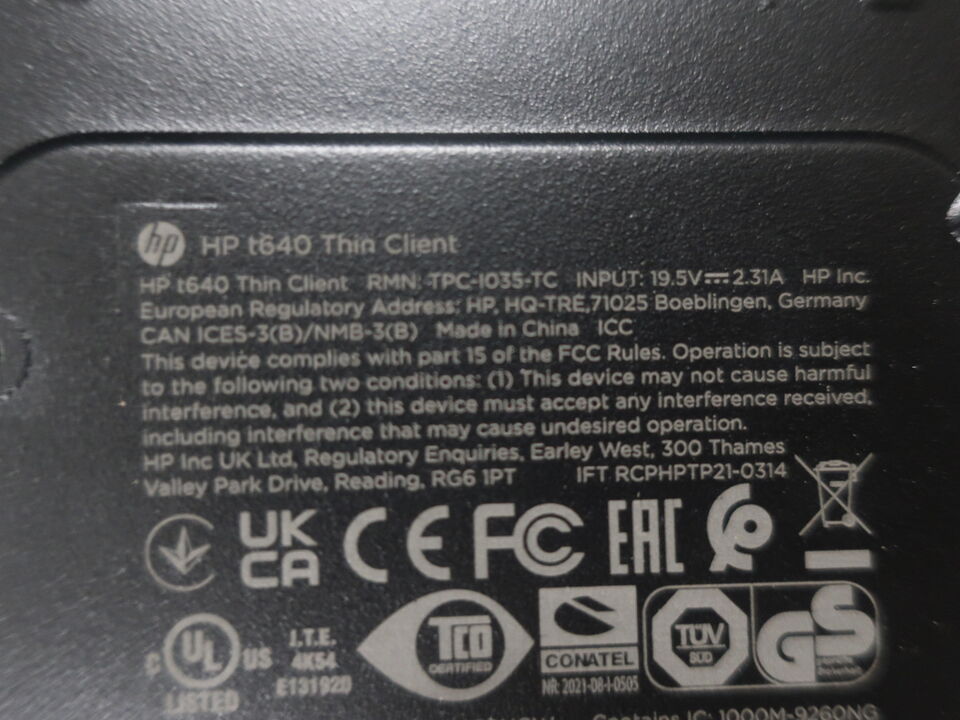 hp HP t640 Thin Client
HP t640 Thin Client RMN: TPC-I035-TC INPUT: 19.5V⎓2.31A HP Inc.
European Regulatory Address: HP, HQ-TRE,71025 Boeblingen, Germany
CAN ICES-3(B)/NMB-3(B) Made in China ICC
This device complies with part 15 of the FCC Rules. Operation is subject
to the following two conditions: (1) This device may not cause harmful
interference, and (2) this device must accept any interference received,
including interference that may cause undesired operation.
HP Inc UK Ltd, Regulatory Enquiries, Earley West, 300 Thames
Valley Park Drive, Reading, RG6 1PT IFT RCPHPTP21-0314
UK
CA
CE FC EAC
c UL US
LISTED
I.T.E.
4K54
E131920
TCO
CERTIFIED
CONATEL
NR: 2021-08-I-0505
TÜV
SÜD
GS
Contains IC: 1000M-9260NG